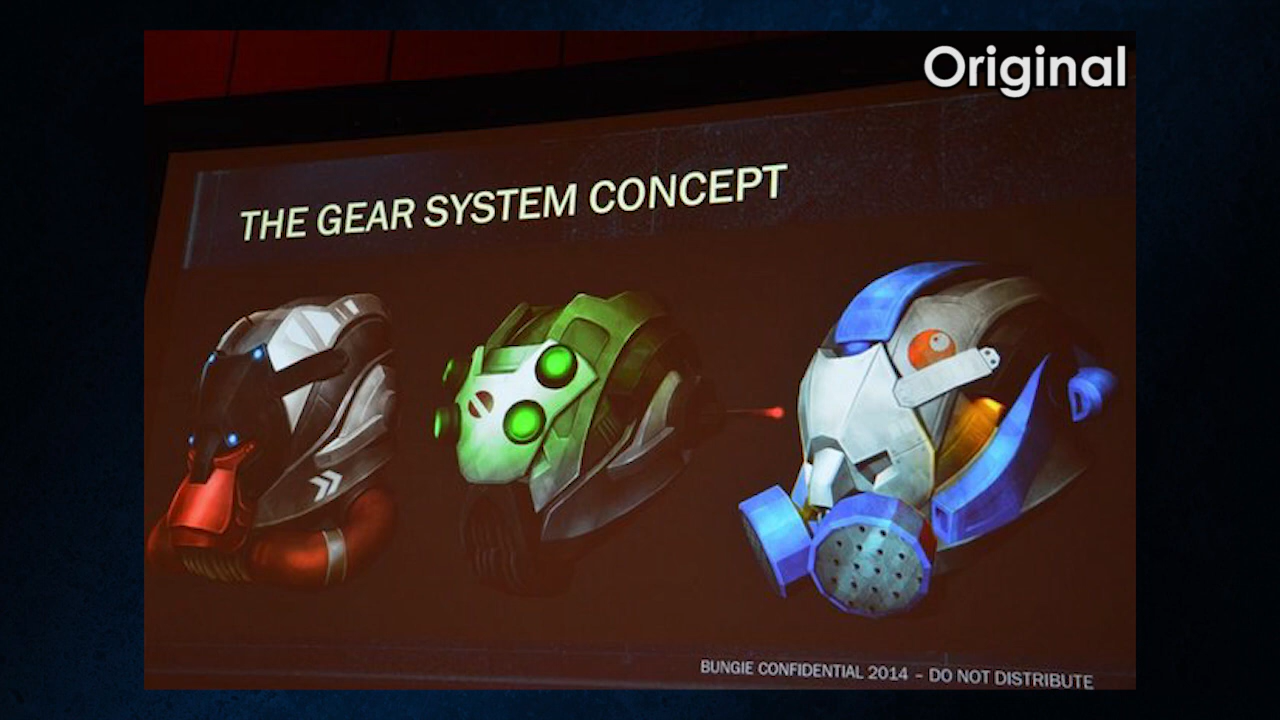 Original
THE GEAR SYSTEM CONCEPT
BUNGIE CONFIDENTIAL 2014 – DO NOT DISTRIBUTE